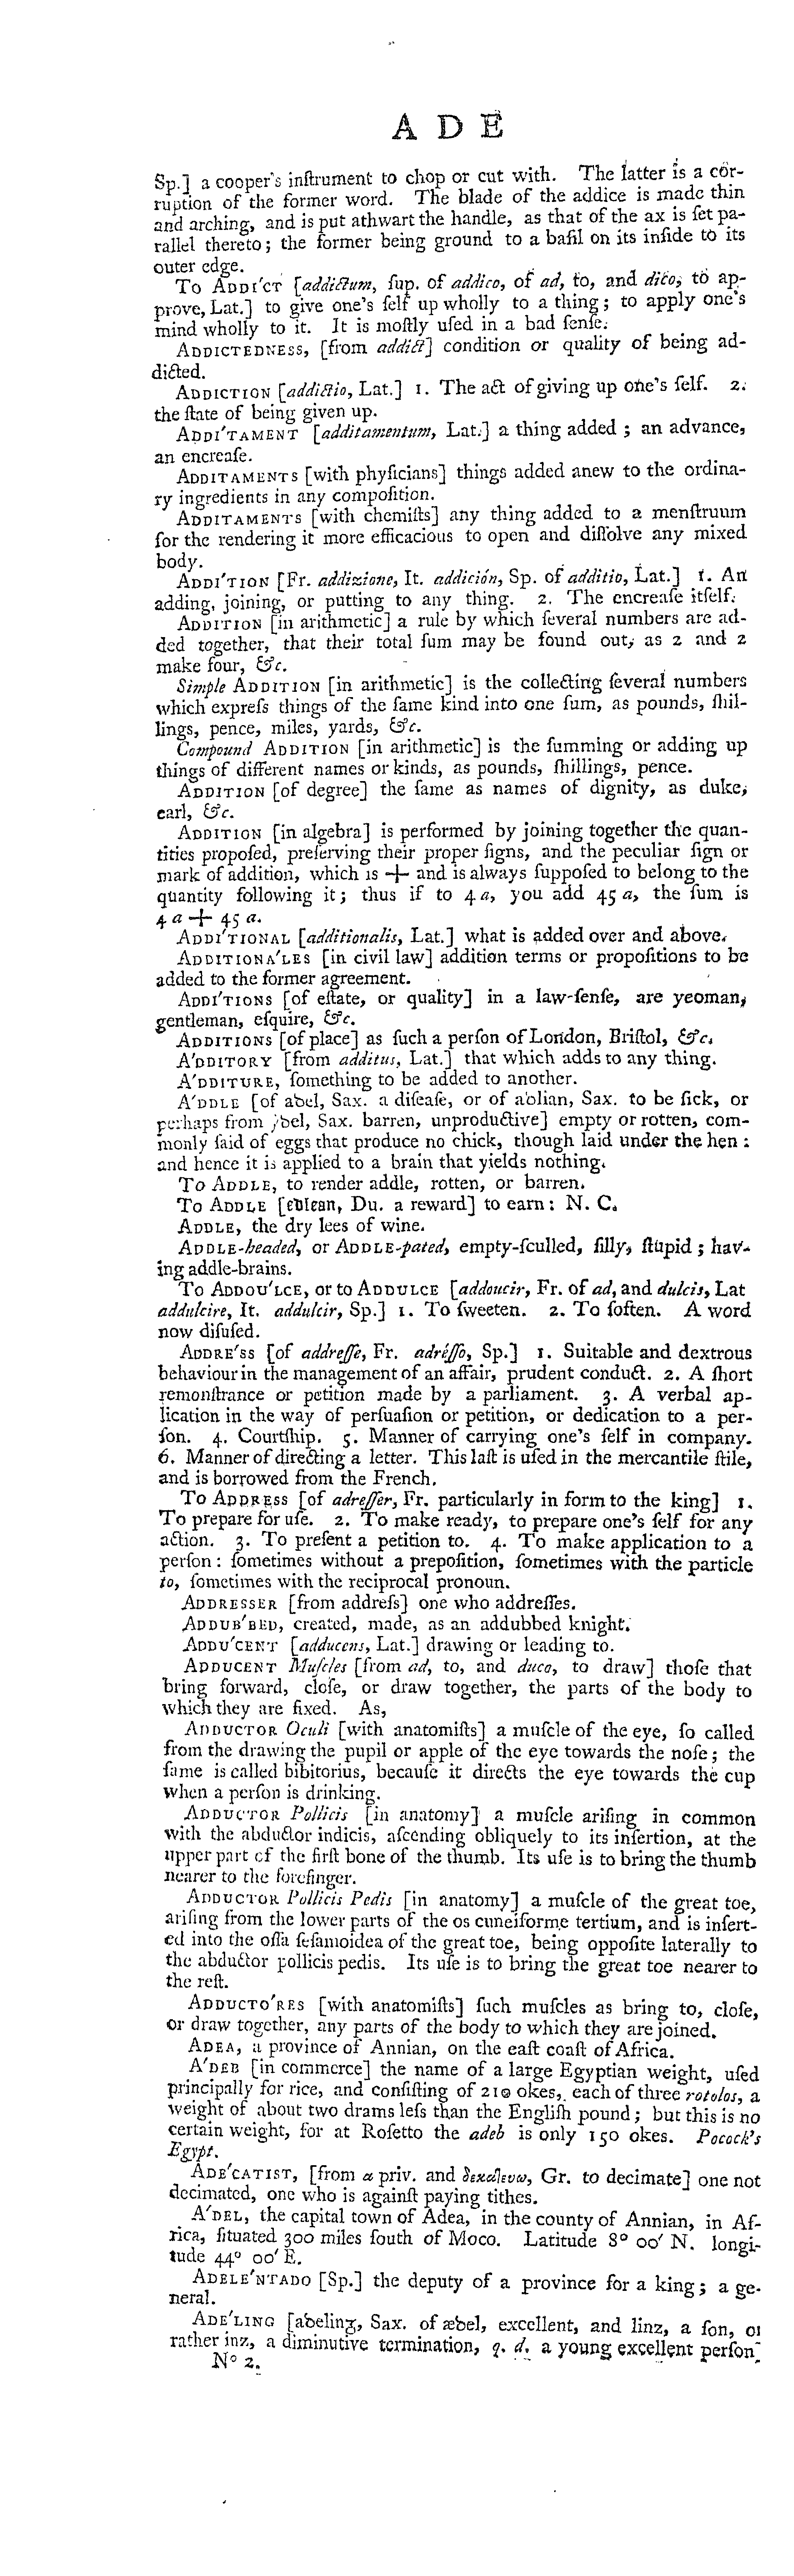 A D E
Sp.] a cooper's inſtrument to chop or cut with. The latter is a cor-
ruption of the former word. The blade of the addice is made thin
and arching, and is put athwart the handle, as that of the ax is ſet pa-
rallel thereto; the former being ground to a baſil on its inſide to its
outer edge.
To ADDI'CT [addictum, ſup. of addico, of ad, to, and dico, to ap-
prove, Lat.] to give one's ſelf up wholly to a thing; to apply one's
mind wholly to it. It is moſtly uſed in a bad ſenſe.
ADDICTEDNESS, [from addict] condition or quality of being ad-
dicted.
ADDICTION [addictio, Lat.] 1. The act of giving up one's ſelf. 2.
the ſtate of being given up.
ADDI'TAMENT [additamentum, Lat.] a thing added; an advance,
an encreaſe.
ADDITAMENTS [with phyſicians] things added anew to the ordina-
ry ingredients in any compoſition.
ADDITAMENTS [with chemiſts] any thing added to a menſtruum
for the rendering it more efficacious to open and diſſolve any mixed
body.
ADDI'TION [Fr. addizione, It. addición, Sp. of additio, Lat.] 1. An
adding, joining, or putting to any thing. 2. The encreaſe itſelf.
ADDITION [in arithmetic] a rule by which ſeveral numbers are ad-
ded together, that their total ſum may be found out, as 2 and 2
make four, &c.
Simple ADDITION [in arithmetic] is the collecting ſeveral numbers
which expreſs things of the ſame kind into one ſum, as pounds, ſhil-
lings, pence, miles, yards, &c.
Compound ADDITION [in arithmetic] is the ſumming or adding up
things of different names or kinds, as pounds, ſhillings, pence.
ADDITION [of degree] the ſame as names of dignity, as duke,
earl, &c.
ADDITION [in algebra] is performed by joining together the quan-
tities propoſed, preſerving their proper ſigns, and the peculiar ſign or
mark of addition, which is + and is always ſuppoſed to belong to the
quantity following it; thus if to 4 a, you add 45 a, the ſum is
4 a + 45 a.
ADDI'TIONAL [additionalis, Lat.] what is added over and above.
ADDITIONA'LES [in civil law] addition terms or propoſitions to be
added to the former agreement.
ADDI'TIONS [of eſtate, or quality] in a law-ſenſe, are yeoman,
gentleman, eſquire, &c.
ADDITIONS [of place] as ſuch a perſon of London, Briſtol, &c.
A'DDITORY [from additus, Lat.] that which adds to any thing.
A'DDITURE, ſomething to be added to another.
A'DDLE [of aðel, Sax. a diſeaſe, or of aðlian, Sax. to be ſick, or
perhaps from yðel, Sax. barren, unproductive] empty or rotten, com-
monly ſaid of eggs that produce no chick, though laid under the hen:
and hence it is applied to a brain that yields nothing.
To ADDLE, to render addle, rotten, or barren.
To ADDLE [eðlean, Du. a reward] to earn: N. C.
ADDLE, the dry lees of wine.
ADDLE-headed, or ADDLE-pated, empty-ſculled, ſilly, ſtupid; hav-
ing addle-brains.
To ADDOU'LCE, or to ADDULCE [addoucir, Fr. of ad, and dulcis, Lat
addulcire, It. addulcir, Sp.] 1. To ſweeten. 2. To ſoften. A word
now diſuſed.
ADDRE'SS [of addreſſe, Fr. adréſſo, Sp.] 1. Suitable and dextrous
behaviour in the management of an affair, prudent conduct. 2. A ſhort
remonſtrance or petition made by a parliament. 3. A verbal ap-
lication in the way of perſuaſion or petition, or dedication to a per-
ſon. 4. Courtſhip. 5. Manner of carrying one's ſelf in company.
6. Manner of directing a letter. This laſt is uſed in the mercantile ſtile,
and is borrowed from the French.
To ADDRESS [of adreſſer, Fr. particularly in form to the king] 1.
To prepare for uſe. 2. To make ready, to prepare one's ſelf for any
action. 3. To preſent a petition to. 4. To make application to a
perſon: ſometimes without a prepoſition, ſometimes with the particle
to, ſometimes with the reciprocal pronoun.
ADDRESSER [from addreſs] one who addreſſes.
ADDUB'BED, created, made, as an addubbed knight.
ADDU'CENT [adducens, Lat.] drawing or leading to.
ADDUCENT Muſcles [from ad, to, and duco, to draw] thoſe that
bring forward, cloſe, or draw together, the parts of the body to
which they are fixed. As,
ADDUCTOR Oculi [with anatomiſts] a muſcle of the eye, ſo called
from the drawing the pupil or apple of the eye towards the noſe; the
ſame is called bibitorius, becauſe it directs the eye towards the cup
when a perſon is drinking.
ADDUCTOR Pollicis [in anatomy] a muſcle ariſing in common
with the abductor indicis, aſcending obliquely to its inſertion, at the
upper part of the firſt bone of the thumb. Its uſe is to bring the thumb
nearer to the forefinger.
ADDUCTOR Pollicis Pedis [in anatomy] a muſcle of the great toe,
ariſing from the lower parts of the os cuneiforme tertium, and is inſert-
ed into the oſſa ſeſamoidea of the great toe, being oppoſite laterally to
the abductor pollicis pedis. Its uſe is to bring the great toe nearer to
the reſt.
ADDUCTO'RES [with anatomiſts] ſuch muſcles as bring to, cloſe,
or draw together, any parts of the body to which they are joined.
ADEA, a province of Annian, on the eaſt coaſt of Africa.
A'DEB [in commerce] the name of a large Egyptian weight, uſed
principally for rice, and conſiſting of 210 okes, each of three rotolos, a
weight of about two drams leſs than the Engliſh pound; but this is no
certain weight, for at Roſetto the adeb is only 150 okes. Pocock's
Egypt.
ADE'CATIST, [from α priv. and δεκαλευω, Gr. to decimate] one not
decimated, one who is againſt paying tithes.
A'DEL, the capital town of Adea, in the county of Annian, in Af-
rica, ſituated 300 miles ſouth of Moco. Latitude 8° 00' N. longi-
tude 44° 00' E.
ADELE'NTADO [Sp.] the deputy of a province for a king; a ge-
neral.
ADE'LING [aðeling, Sax. of æðel, excellent, and linz, a ſon, or
rather inz, a diminutive termination, q. d. a young excellent perſon
N° 2.